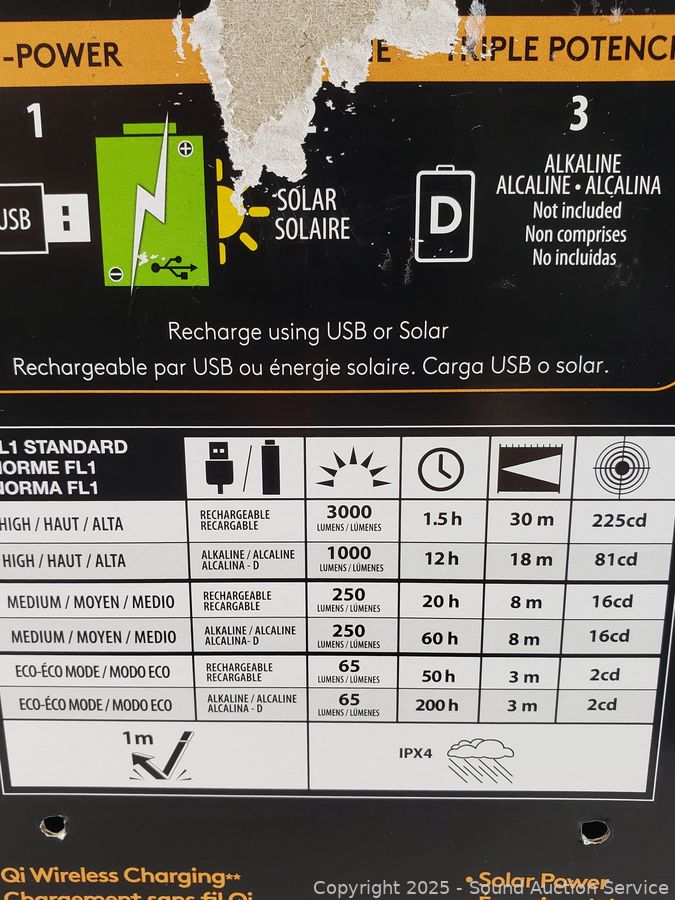 -POWER
TRIPLE POTENCI
1
3
USB
SOLAR
SOLAIRE
D
ALKALINE
ALCALINE • ALCALINA
Not included
Non comprises
No incluidas
Recharge using USB or Solar
Rechargeable par USB ou énergie solaire. Carga USB o solar.
FL1 STANDARD
NORME FL1
NORMA FL1
HIGH / HAUT / ALTA
RECHARGEABLE
RECARGABLE
3000
LUMENS / LÚMENES
1.5 h
30 m
225cd
HIGH / HAUT / ALTA
ALKALINE / ALCALINE
ALCALINA - D
1000
LUMENS / LÚMENES
12 h
18 m
81cd
MEDIUM / MOYEN / MEDIO
RECHARGEABLE
RECARGABLE
250
LUMENS / LÚMENES
20 h
8 m
16cd
MEDIUM / MOYEN / MEDIO
ALKALINE / ALCALINE
ALCALINA- D
250
LUMENS / LÚMENES
60 h
8 m
16cd
ECO-ÉCO MODE / MODO ECO
RECHARGEABLE
RECARGABLE
65
LUMENS / LÚMENES
50 h
3 m
2cd
ECO-ÉCO MODE / MODO ECO
ALKALINE / ALCALINE
ALCALINA - D
65
LUMENS / LÚMENES
200 h
3 m
2cd
1m
IPX4
Qi Wireless Charging**
Chargement sans fil Qi
• Solar Power
Copyright 2025 - Sound Auction Service